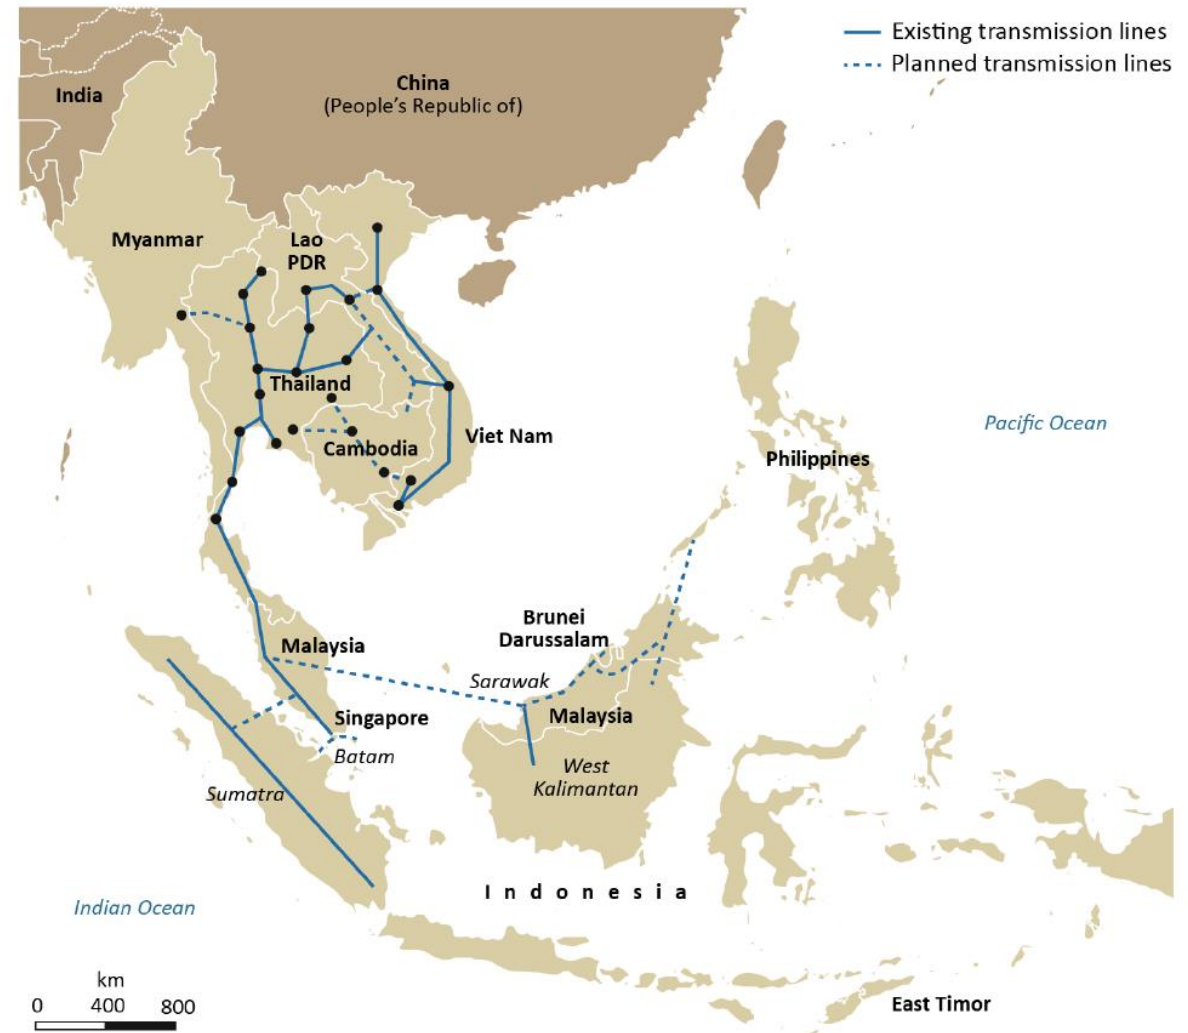 Existing transmission lines
Planned transmission lines
China
(People's Republic of)
India
Myanmar
Lao
PDR
Thailand
Viet Nam
Cambodia
Pacific Ocean
Philippines
Brunei
Darussalam
Malaysia
Sarawak
Singapore
Malaysia
Batam
West
Kalimantan
Sumatra
Indonesia
Indian Ocean
km
0 400 800
East Timor